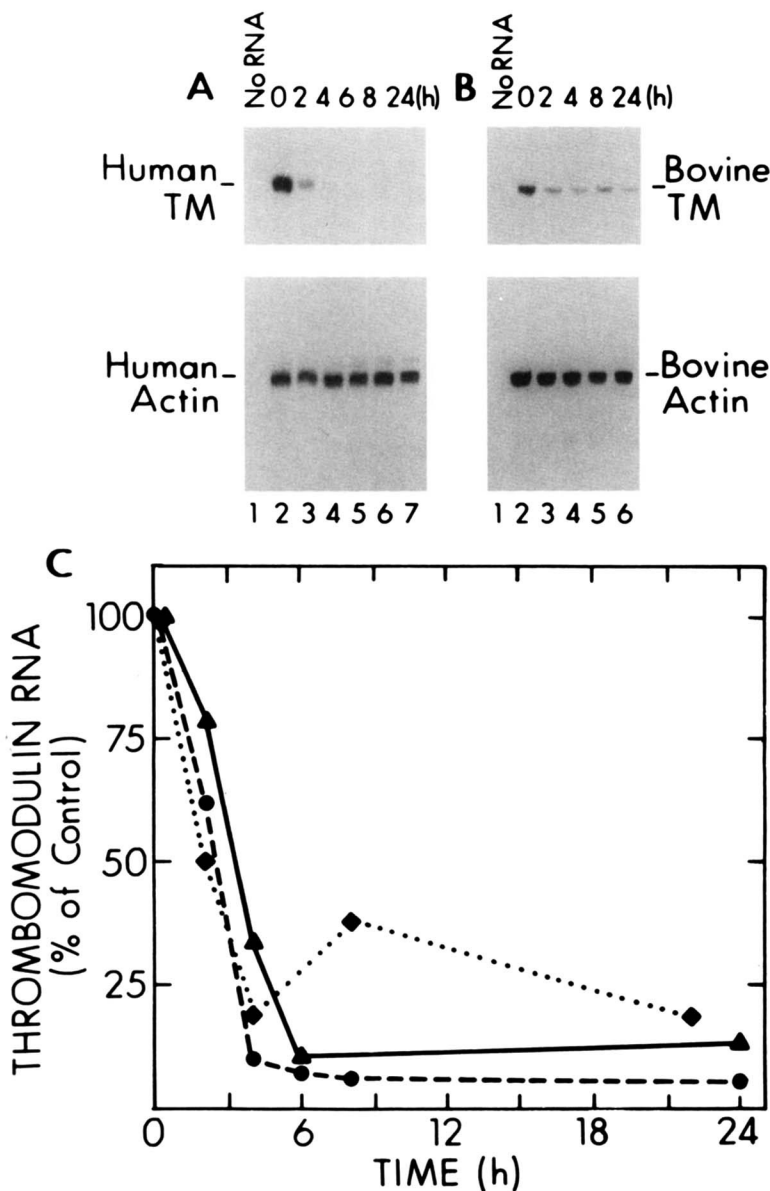 A
No RNA
0 2 4 6 8 24(h)
B
No RNA
0 2 4 8 24 (h)
Human
TM
Bovine
TM
Human
Actin
Bovine
Actin
1 2 3 4 5 6 7
1 2 3 4 5 6
C
THROMBOMODULIN RNA
(% of Control)
100
75
50
25
0 6 12 18 24
TIME (h)